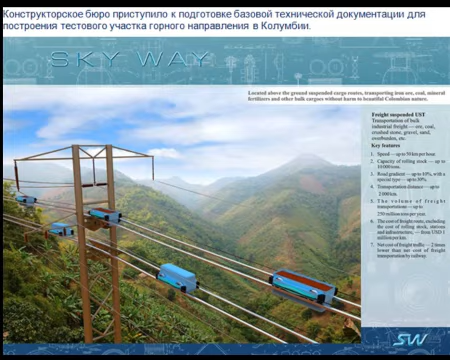 Конструкторское бюро приступило к подготовке базовой технической документации для
построения тестового участка горного направления в Колумбии.
SKY WAY
Located above the ground suspended cargo routes, transporting iron ore, coal, mineral
fertilizers and other bulk cargoes without harm to beautiful Colombian nature.
Freight suspended UST
Transportation of bulk
industrial freight — ore, coal,
crushed stone, gravel, sand,
overburden, etc.
Key features
1. Speed — up to 50 km per hour.
2. Capacity of rolling stock — up to
10 000 tons.
3. Road gradient — up to 10%, with a
special type — up to 80%.
4. Transportation distance — up to
2 000 km.
5. The volume of freight
transportations — up to
250 million tons per year.
6. The cost of freight route, excluding
the cost of rolling stock, stations
and infrastructure, — from USD 1
million per km.
7. Net cost of freight traffic — 2 times
lower than net cost of freight
transportation by railway.
SW